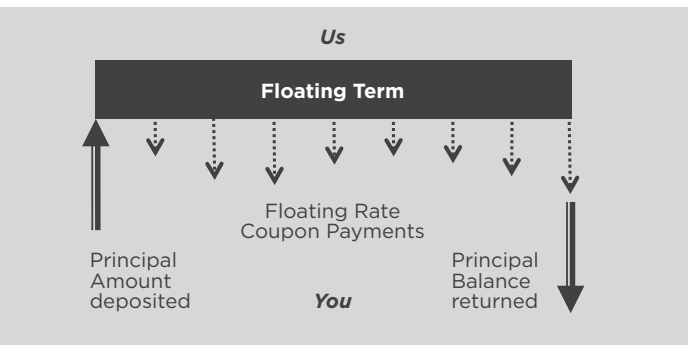 Us
Floating Term
Floating Rate
Coupon Payments
Principal
Amount
deposited
Principal
Balance
returned
You